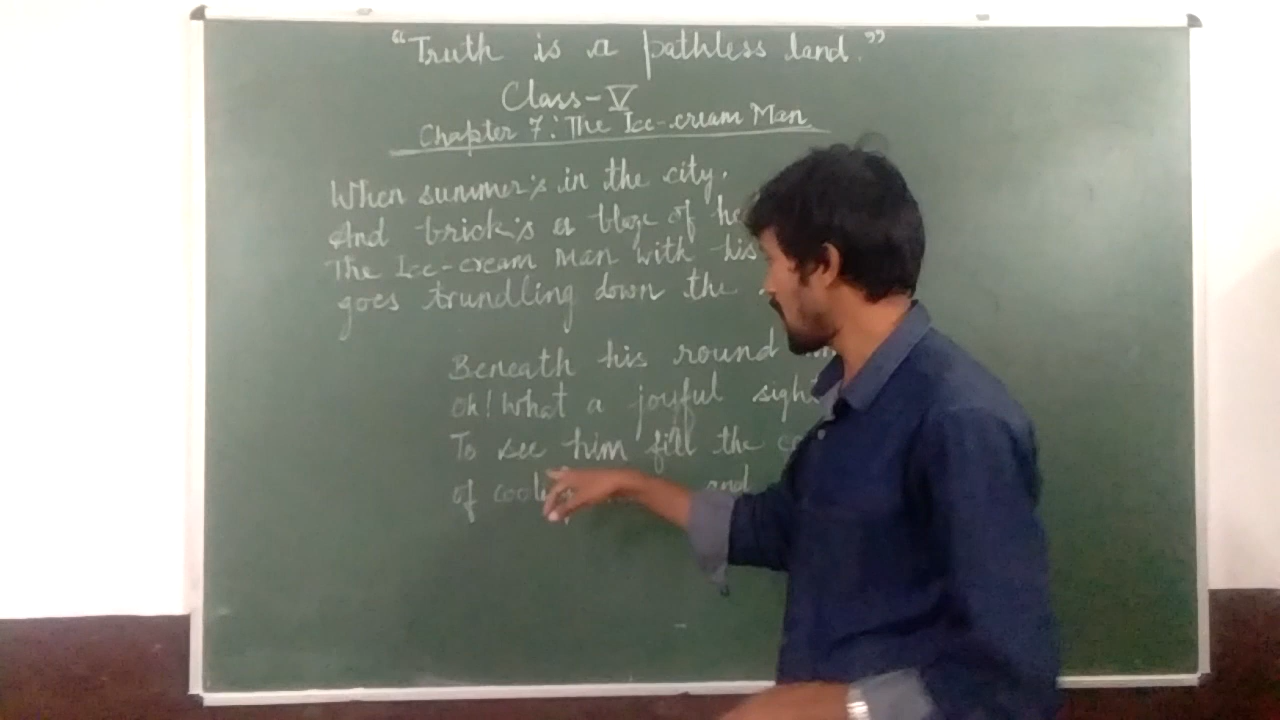 "Truth is a pathless land."
Class-V
Chapter 7: The Ice-cream Man
When summer's in the city,
And brick's a blaze of
The Ice-cream Man with his
goes trundling down the
Beneath his round
Oh! What a joyful sight
To see him fill the
of and